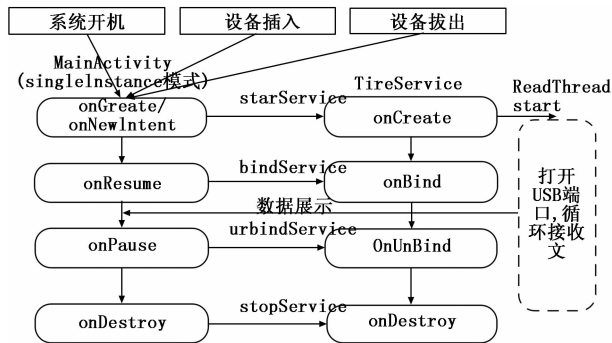 系统开机
设备插入
设备拔出
MainActivity
(singleInstance模式)
TireService
ReadThread
start
onGreate/
onNewlntent
starService
onCreate
onResume
bindService
onBind
数据展示
打开
USB端
口,循
环接收
文
onPause
urbindService
OnUnBind
onDestroy
stopService
onDestroy